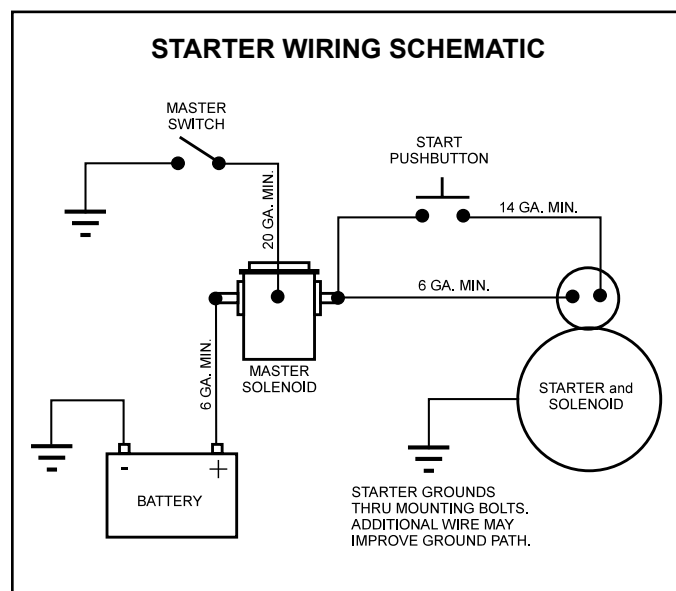 STARTER WIRING SCHEMATIC
MASTER
SWITCH
START
PUSHBUTTON
20 GA. MIN.
14 GA. MIN.
6 GA. MIN.
6 GA. MIN.
MASTER
SOLENOID
STARTER and
SOLENOID
- +
BATTERY
STARTER GROUNDS
THRU MOUNTING BOLTS.
ADDITIONAL WIRE MAY
IMPROVE GROUND PATH.